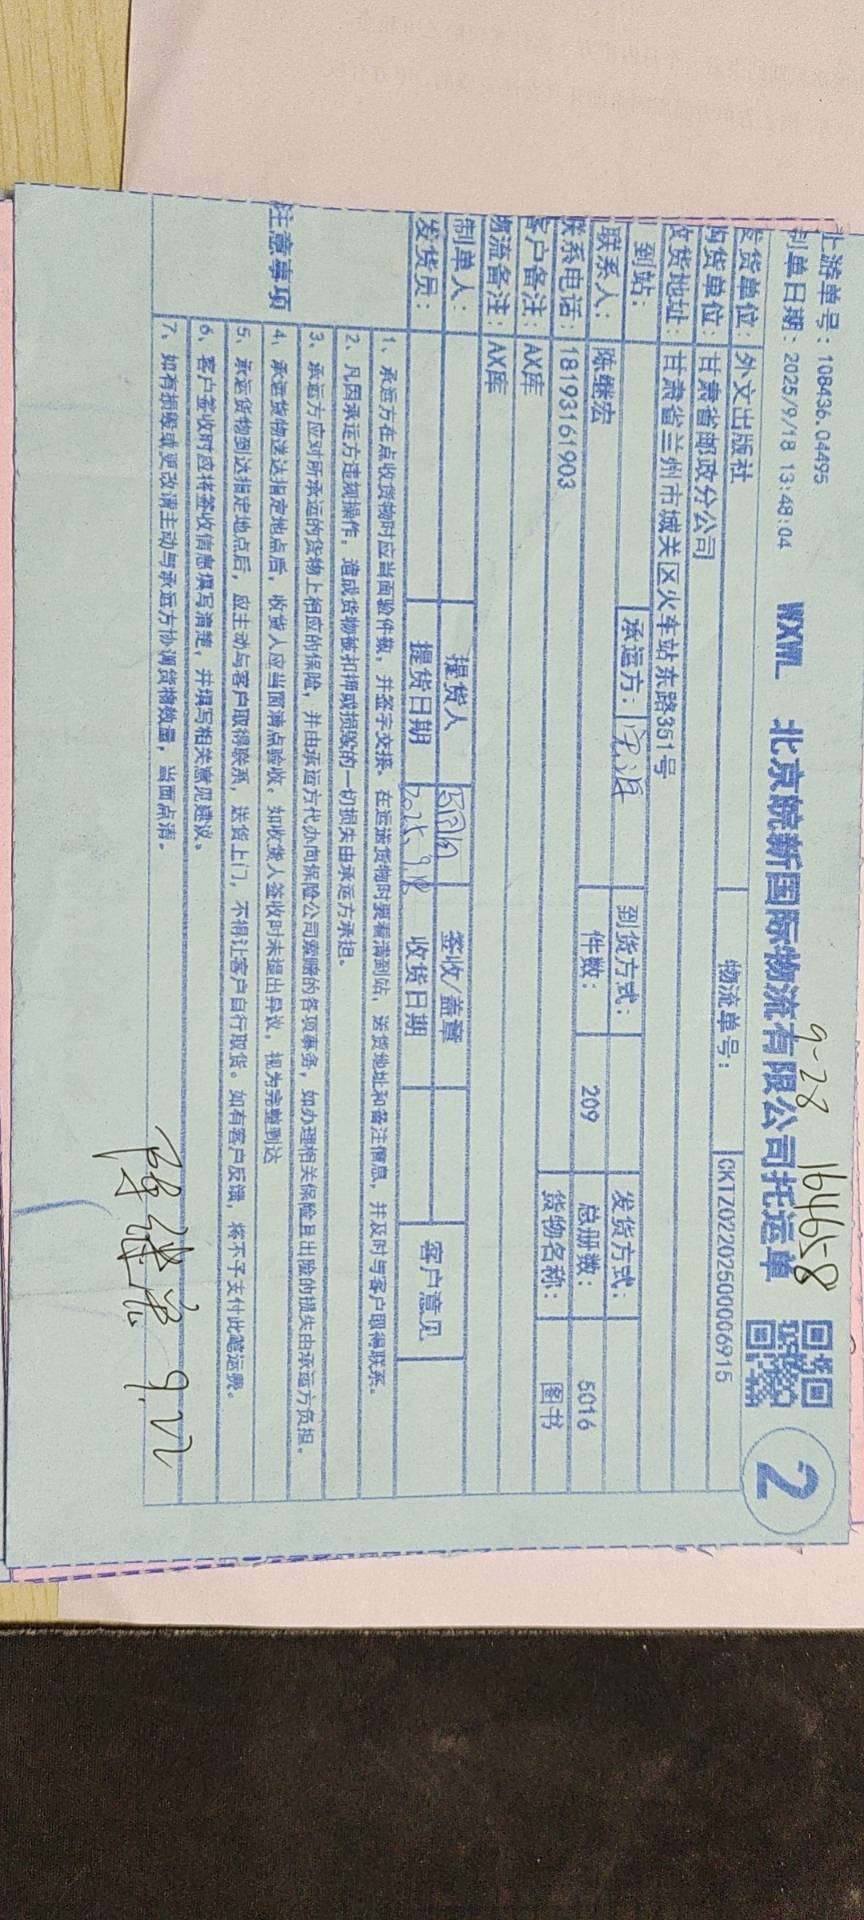 上游单号：108436.04495
9-28 16465-8
制单日期：2025/9/18 13:48:04 WXWL 北京皖新国际物流有限公司托运单 2
发货单位：外文出版社
购货单位：甘肃省邮政分公司 物流单号：CKTZ0220250006915
收货地址：甘肃省兰州市城关区火车站东路351号
到站： 承运方： 到货方式： 发货方式：
联系人：陈继宏 件数：209 总册数：5016
联系电话：18193161903 货物名称：图书
客户备注：AX库
物流备注：AX库
制单人： 提货人 签收/盖章 客户意见
发货员： 提货日期 2025.9.18 收货日期
注意事项
1、承运方在点收货物时应当面验件数，并签字交接。在运送货物时要看清到站，送货地址和备注信息，并及时与客户取得联系。
2、凡因承运方违规操作，造成货物被扣押或损毁的一切损失由承运方承担。
3、承运方应对所承运的货物上相应的保险，并由承运方代办向保险公司索赔的各项事务，如办理相关保险且出险的损失由承运方负担。
4、承运货物送达指定地点后，收货人应当面清点验收。如收货人签收时未提出异议，视为完整到达
5、承运货物到达指定地点后，应主动与客户取得联系，送货上门，不得让客户自行取货。如有客户反馈，将不予支付此笔运费。
6、客户签收时应将签收信息填写清楚，并填写相关意见建议。
7、如有损毁或更改请主动与承运方协调货物数量，当面点清。
陈继宏 9.22